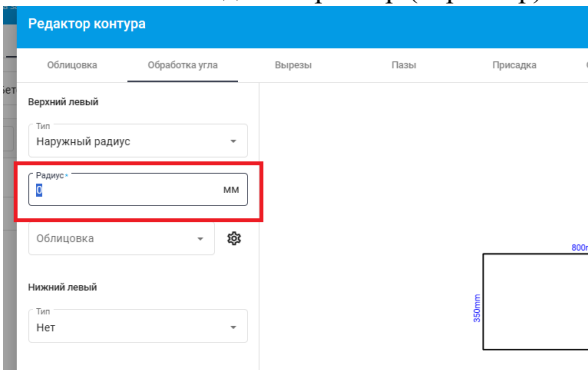 Редактор контура
Облицовка Обработка угла Вырезы Пазы Присадка
Верхний левый
Тип
Наружный радиус
Радиус*
0 мм
Облицовка
800m
350mm
Нижний левый
Тип
Нет